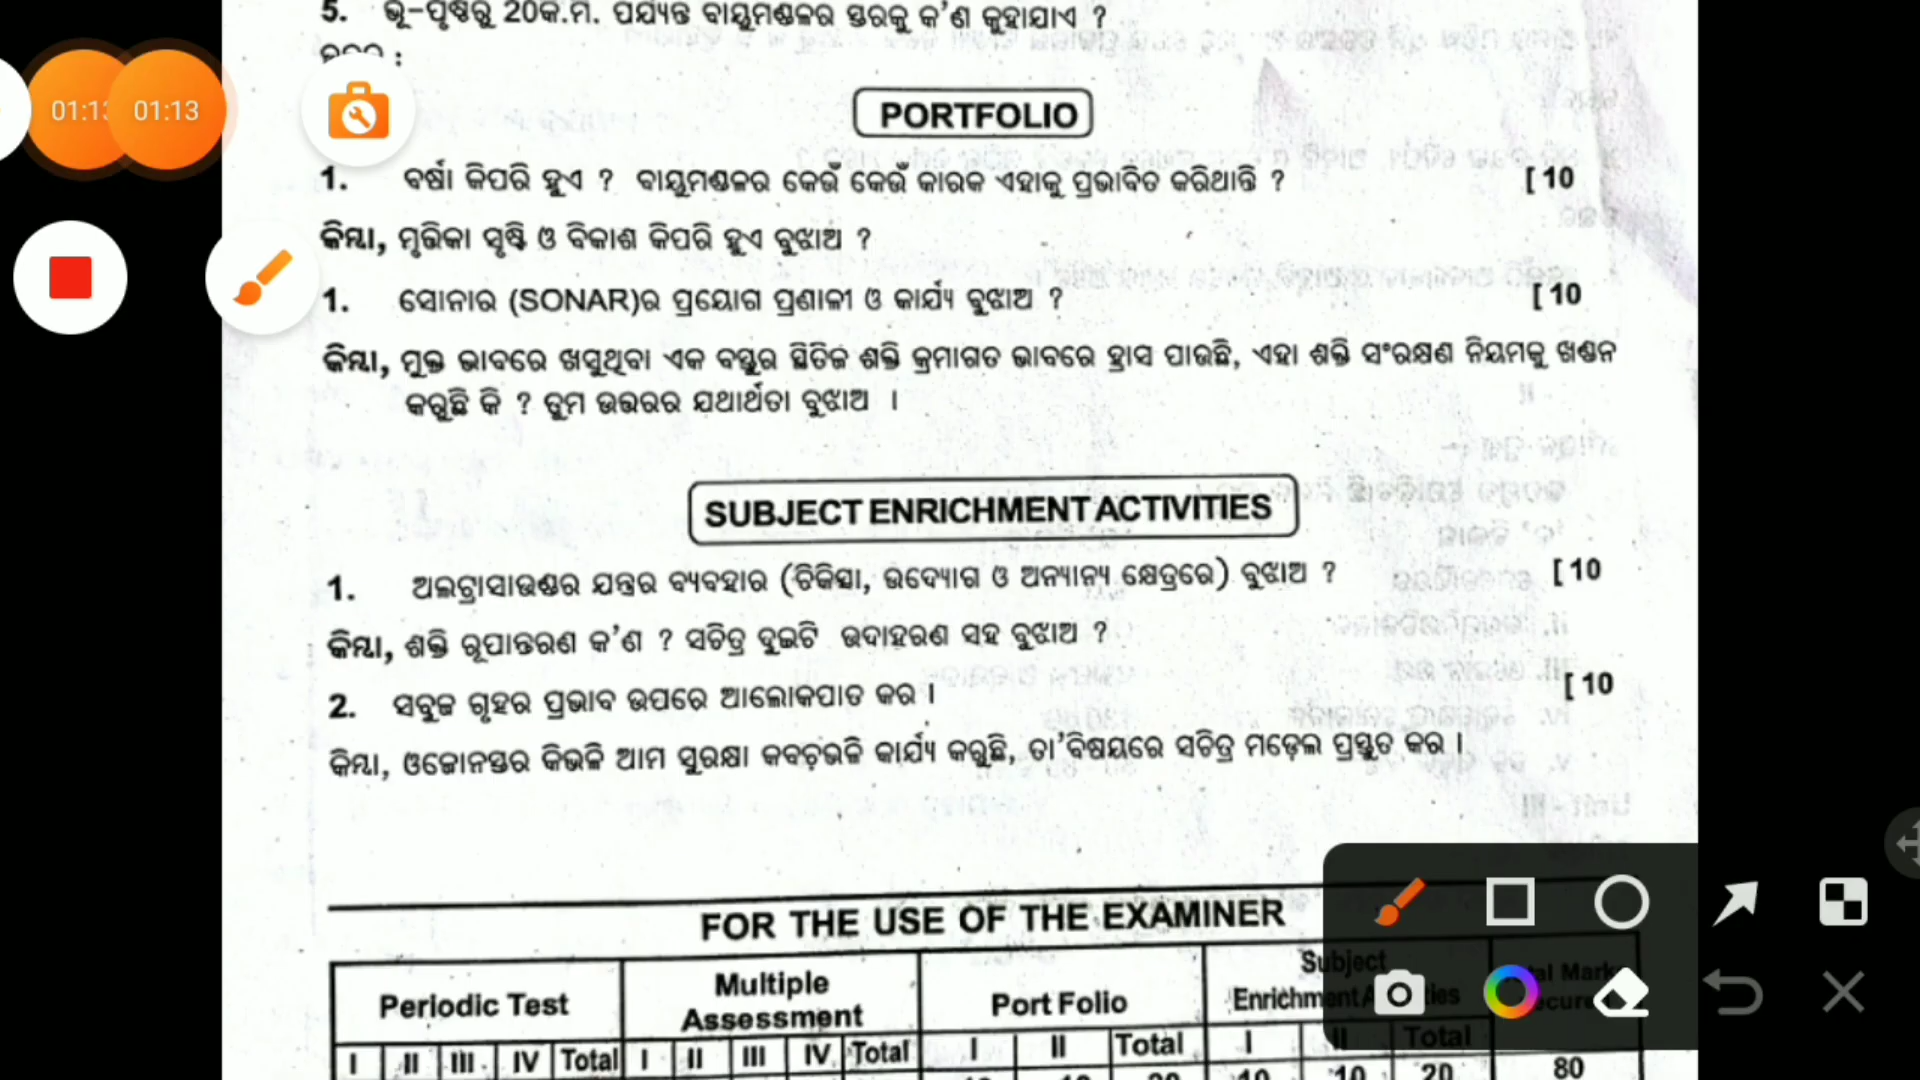 5. ଭୂ-ପୃଷ୍ଠରୁ 20କି.ମି. ପର୍ଯ୍ୟନ୍ତ ବାୟୁମଣ୍ଡଳର ସ୍ତରକୁ କ'ଣ କୁହାଯାଏ ?
01:13 01:13
PORTFOLIO
1. ବର୍ଷା କିପରି ହୁଏ ? ବାୟୁମଣ୍ଡଳର କେଉଁ କେଉଁ କାରକ ଏହାକୁ ପ୍ରଭାବିତ କରିଥାନ୍ତି ? [10
କିମ୍ବା, ମୃତ୍ତିକା ସୃଷ୍ଟି ଓ ବିକାଶ କିପରି ହୁଏ ବୁଝାଅ ?
1. ସୋନାର (SONAR)ର ପ୍ରୟୋଗ ପ୍ରଣାଳୀ ଓ କାର୍ଯ୍ୟ ବୁଝାଅ ? [10
କିମ୍ବା, ମୁକ୍ତ ଭାବରେ ଖସୁଥିବା ଏକ ବସ୍ତୁର ସ୍ଥିତିଜ ଶକ୍ତି କ୍ରମାଗତ ଭାବରେ ହ୍ରାସ ପାଉଛି, ଏହା ଶକ୍ତି ସଂରକ୍ଷଣ ନିୟମକୁ ଖଣ୍ଡନ
କରୁଛି କି ? ତୁମ ଉତ୍ତରର ଯଥାର୍ଥତା ବୁଝାଅ ।
SUBJECT ENRICHMENT ACTIVITIES
1. ଅଲଟ୍ରାସାଉଣ୍ଡର ଯନ୍ତ୍ରର ବ୍ୟବହାର (ଚିକିତ୍ସା, ଉଦ୍ୟୋଗ ଓ ଅନ୍ୟାନ୍ୟ କ୍ଷେତ୍ରରେ) ବୁଝାଅ ? [10
କିମ୍ବା, ଶକ୍ତି ରୂପାନ୍ତରଣ କ'ଣ ? ସଚିତ୍ର ଦୁଇଟି ଉଦାହରଣ ସହ ବୁଝାଅ ?
2. ସବୁଜ ଗୃହର ପ୍ରଭାବ ଉପରେ ଆଲୋକପାତ କର । [10
କିମ୍ବା, ଓଜୋନସ୍ତର କିଭଳି ଆମ ସୁରକ୍ଷା କବଚ଼ଭଳି କାର୍ଯ୍ୟ କରୁଛି, ତା'ବିଷୟରେ ସଚିତ୍ର ମଡ଼େଲ ପ୍ରସ୍ତୁତ କର ।
FOR THE USE OF THE EXAMINER
Periodic Test Multiple Assessment Port Folio Subject Enrichment
I II III IV Total I II III IV Total I II Total I II Total
10 10 20 10 10 20 80